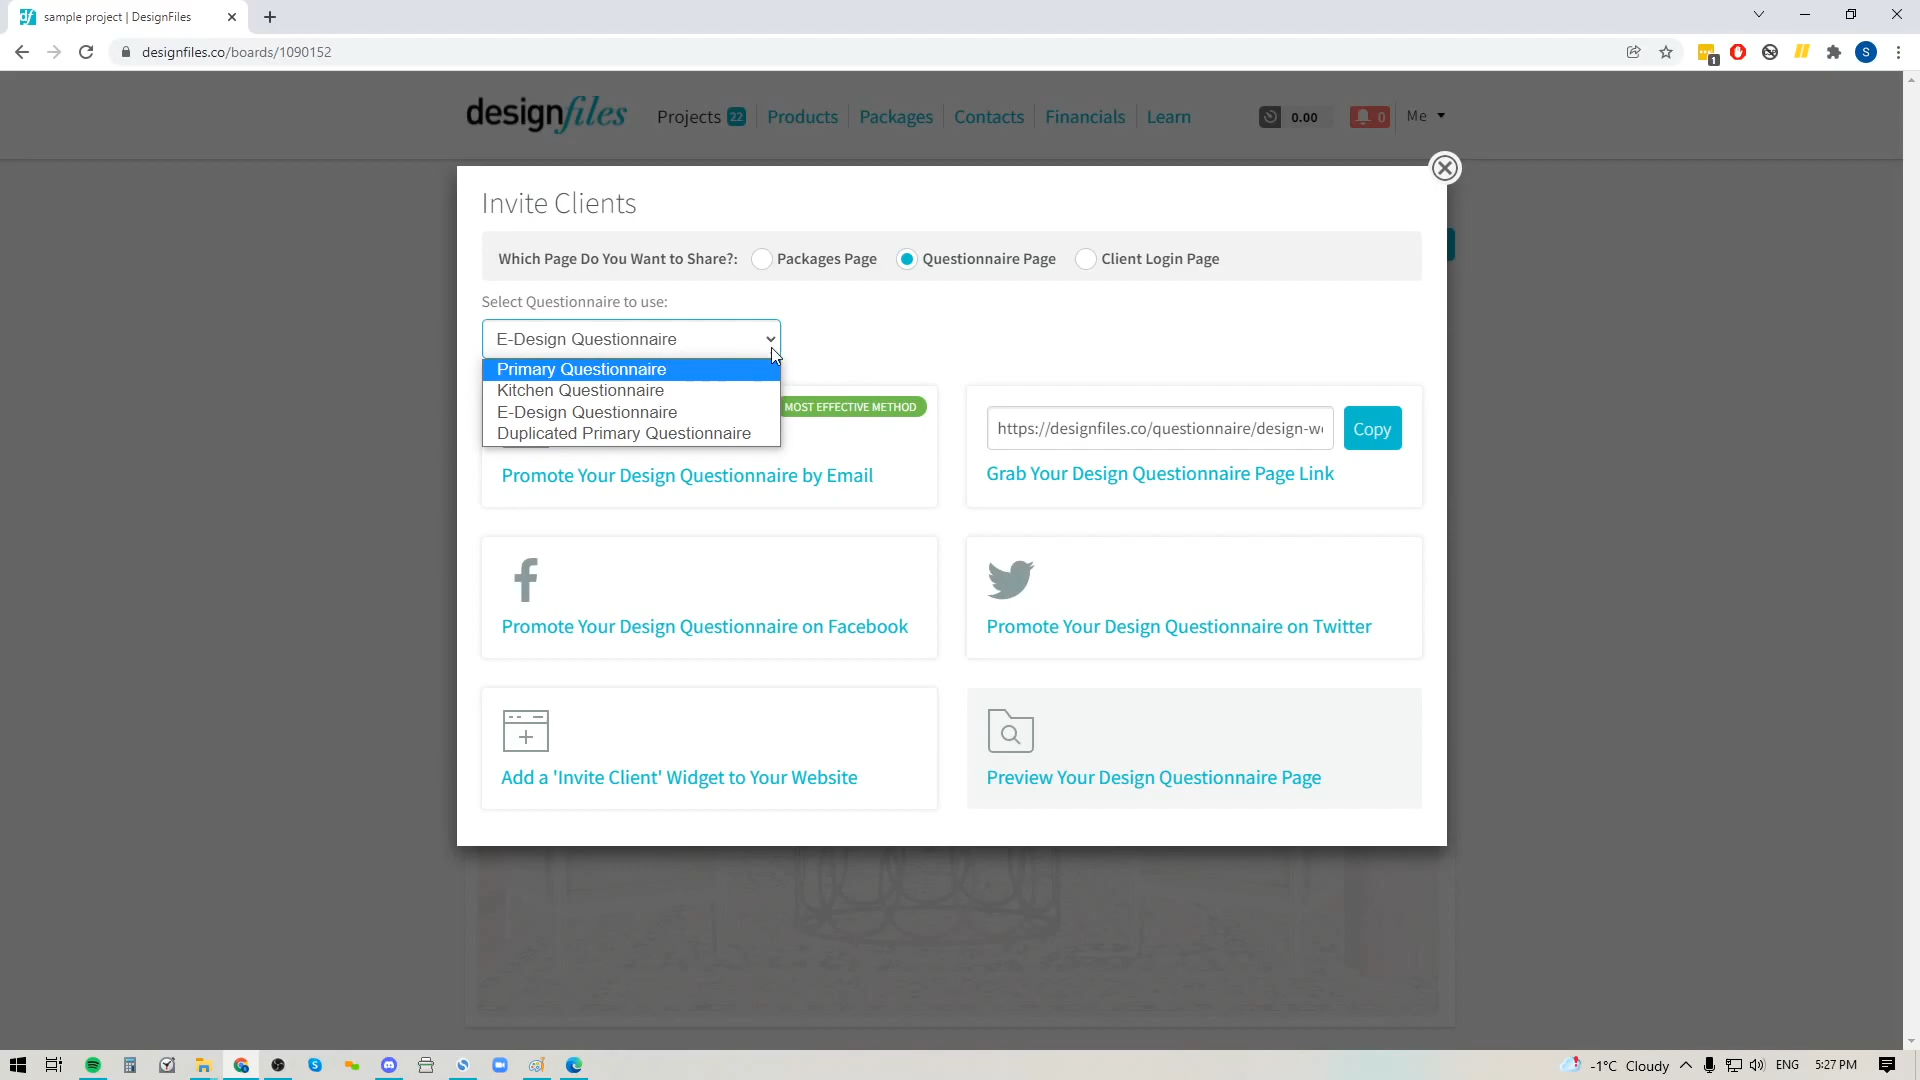 sample project | DesignFiles
designfiles.co/boards/1090152
1
S
designfiles
Projects 22
Products
Packages
Contacts
Financials
Learn
0.00
0
Me
Invite Clients
Which Page Do You Want to Share?: Packages Page Questionnaire Page Client Login Page
Select Questionnaire to use:
E-Design Questionnaire
Primary Questionnaire
Kitchen Questionnaire
E-Design Questionnaire
Duplicated Primary Questionnaire
MOST EFFECTIVE METHOD
Promote Your Design Questionnaire by Email
https://designfiles.co/questionnaire/design-w
Copy
Grab Your Design Questionnaire Page Link
Promote Your Design Questionnaire on Facebook
Promote Your Design Questionnaire on Twitter
Add a 'Invite Client' Widget to Your Website
Preview Your Design Questionnaire Page
-1°C Cloudy
ENG
5:27 PM